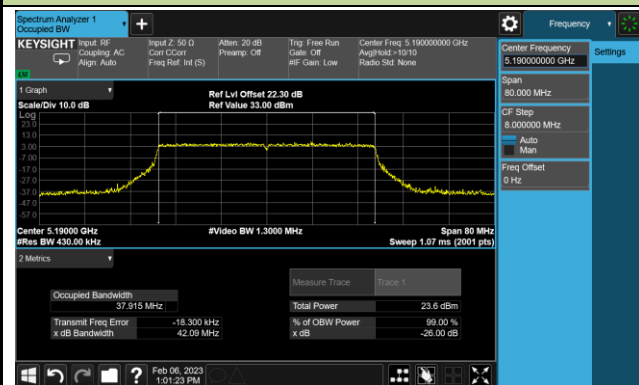 Spectrum Analyzer 1
Occupied BW
Frequency
KEYSIGHT
Input: RF
Coupling: AC
Align: Auto
Input Z: 50 Ω
Corr CCorr
Freq Ref: Int (S)
Atten: 20 dB
Preamp: Off
Trig: Free Run
Gate: Off
#IF Gain: Low
Center Freq: 5.190000000 GHz
Avg|Hold:>10/10
Radio Std: None
Center Frequency
5.190000000 GHz
Settings
Span
80.000 MHz
CF Step
8.000000 MHz
Auto
Man
Freq Offset
0 Hz
1 Graph
Scale/Div 10.0 dB
Ref Lvl Offset 22.30 dB
Ref Value 33.00 dBm
Log
23.0
13.0
3.00
-7.00
-17.0
-27.0
-37.0
-47.0
-57.0
Center 5.19000 GHz
#Res BW 430.00 kHz
#Video BW 1.3000 MHz
Span 80 MHz
Sweep 1.07 ms (2001 pts)
2 Metrics
Measure Trace
Trace 1
Occupied Bandwidth
37.915 MHz
Total Power
23.6 dBm
Transmit Freq Error
-18.300 kHz
% of OBW Power
99.00 %
x dB Bandwidth
42.09 MHz
x dB
-26.00 dB
Feb 06, 2023
1:01:23 PM